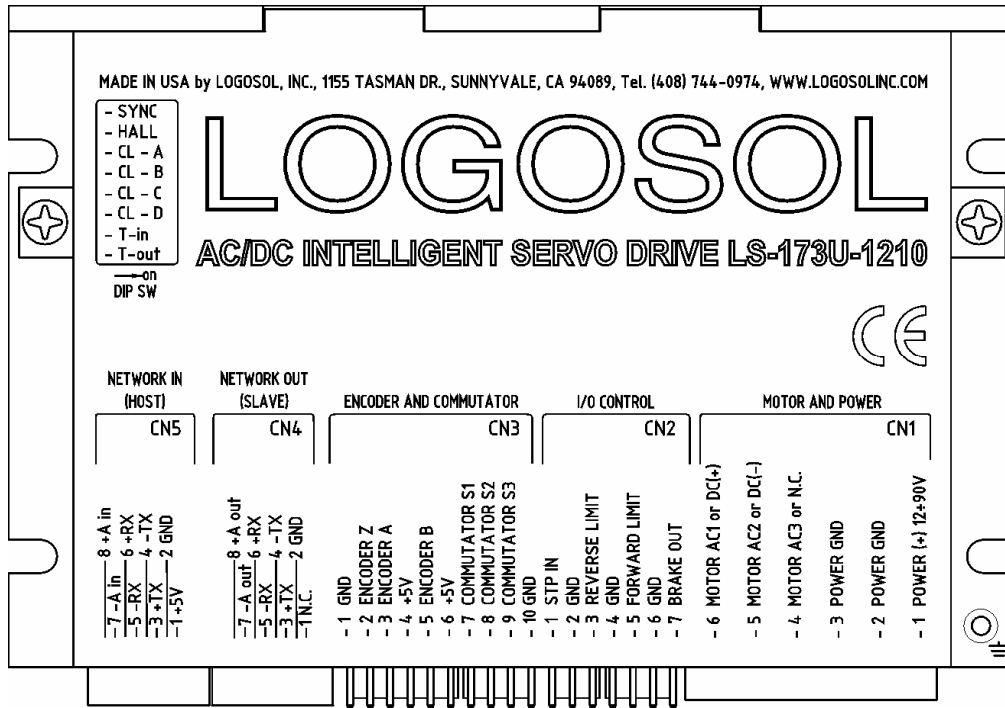 MADE IN USA by LOGOSOL, INC., 1155 TASMAN DR., SUNNYVALE, CA 94089, Tel. (408) 744-0974, WWW.LOGOSOLINC.COM
- SYNC
- HALL
- CL - A
- CL - B
- CL - C
- CL - D
- T-in
- T-out
on
DIP SW
LOGOSOL
AC/DC INTELLIGENT SERVO DRIVE LS-173U-1210
CE
NETWORK IN
(HOST)
CN5
8 +A in
-7 -A in
6 +RX
-5 -RX
4 -TX
-3 +TX
2 GND
-1 +5V
NETWORK OUT
(SLAVE)
CN4
8 +A out
-7 -A out
6 +RX
-5 -RX
4 -TX
-3 +TX
2 GND
-1 N.C.
ENCODER AND COMMUTATOR
CN3
- 1 GND
- 2 ENCODER Z
- 3 ENCODER A
- 4 +5V
- 5 ENCODER B
- 6 +5V
- 7 COMMUTATOR S1
- 8 COMMUTATOR S2
- 9 COMMUTATOR S3
- 10 GND
I/O CONTROL
CN2
- 1 STP IN
- 2 GND
- 3 REVERSE LIMIT
- 4 GND
- 5 FORWARD LIMIT
- 6 GND
- 7 BRAKE OUT
MOTOR AND POWER
CN1
- 6 MOTOR AC1 or DC(+)
- 5 MOTOR AC2 or DC(-)
- 4 MOTOR AC3 or N.C.
- 3 POWER GND
- 2 POWER GND
- 1 POWER (+) 12÷90V